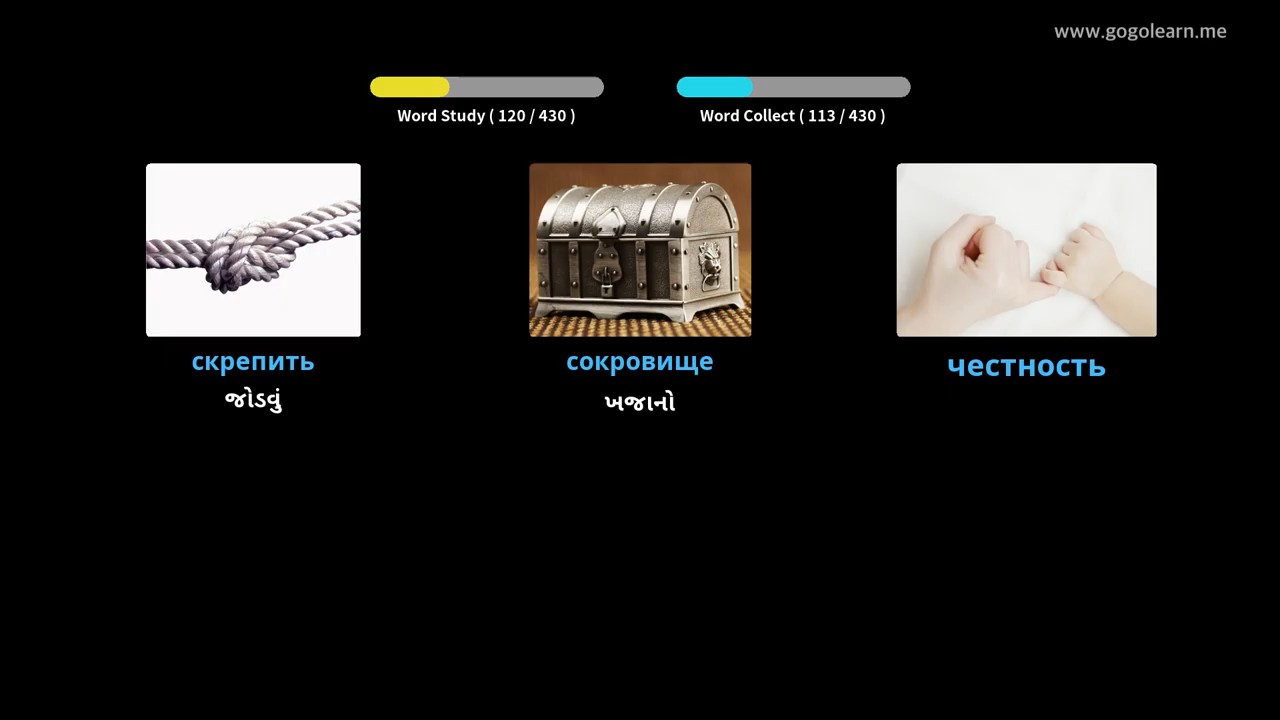 www.gogolearn.me
Word Study ( 120 / 430 )
Word Collect ( 113 / 430 )
скрепить
જોડવું
сокровище
ખજાનો
честность